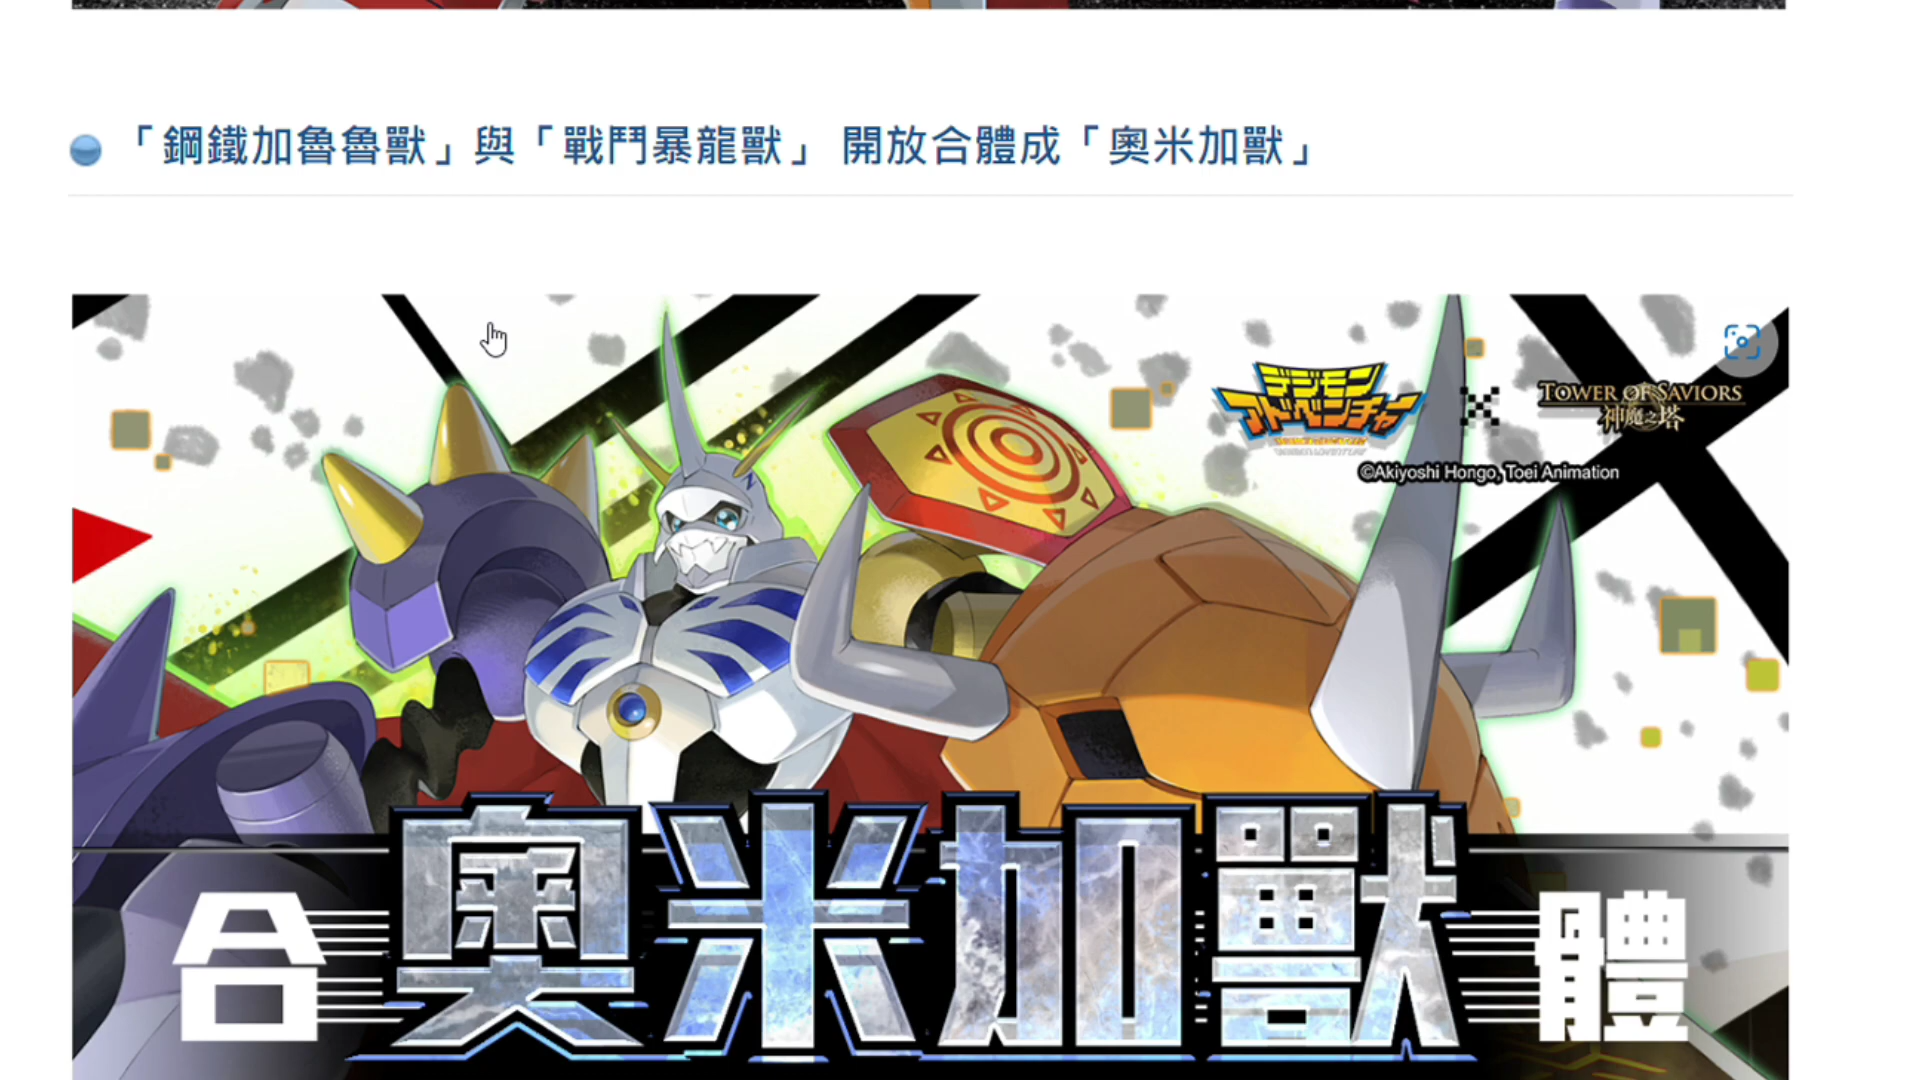 「鋼鐵加魯魯獸」與「戰鬥暴龍獸」 開放合體成「奧米加獸」
デジモン
アドベンチャー
TOWER OF SAVIORS
神魔之塔
©Akiyoshi Hongo, Toei Animation
合 奧米加獸 體